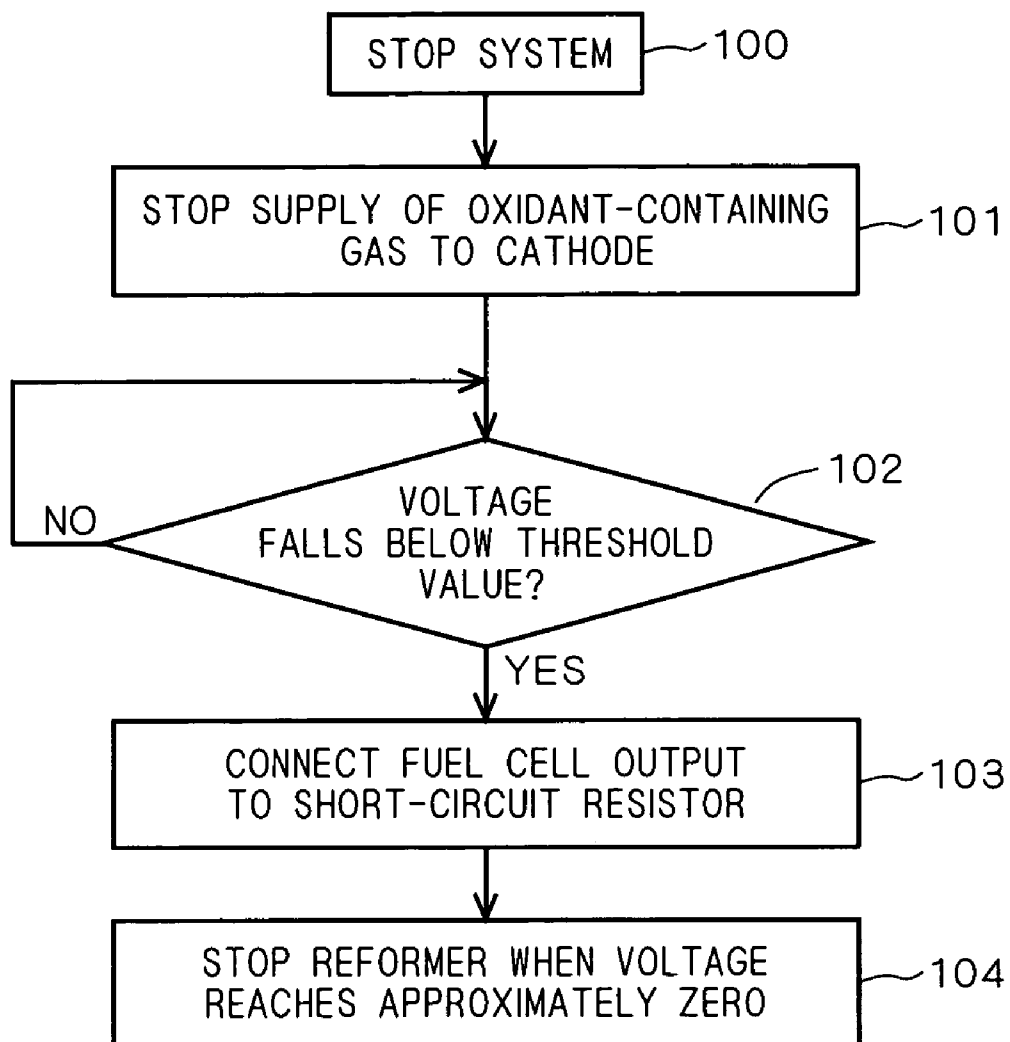 STOP SYSTEM
100
STOP SUPPLY OF OXIDANT-CONTAINING
GAS TO CATHODE
101
102
VOLTAGE
FALLS BELOW THRESHOLD
VALUE?
NO
YES
CONNECT FUEL CELL OUTPUT
TO SHORT-CIRCUIT RESISTOR
103
STOP REFORMER WHEN VOLTAGE
REACHES APPROXIMATELY ZERO
104